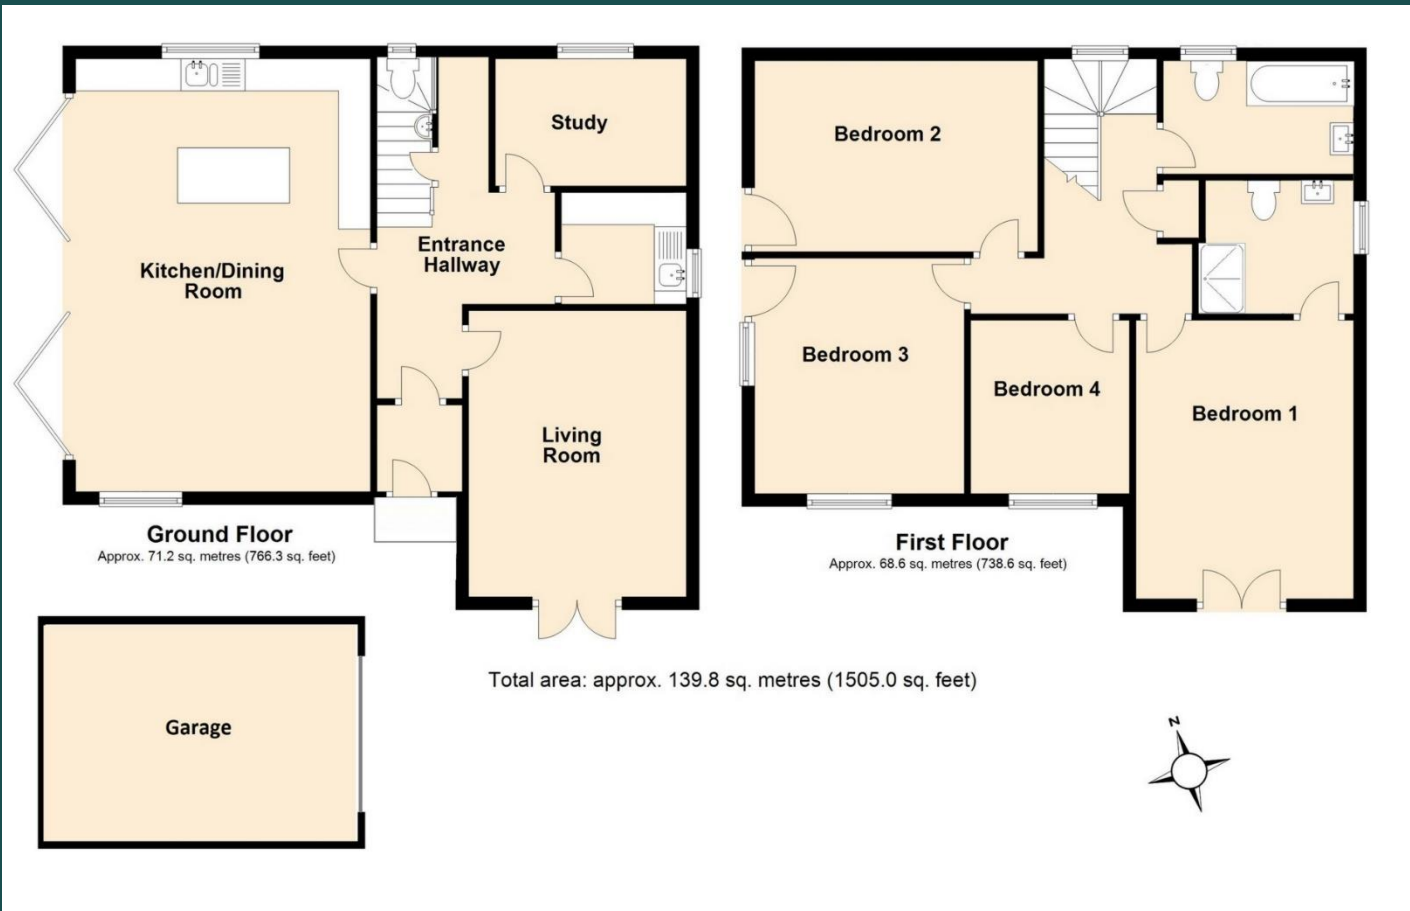 Study
Bedroom 2
Entrance
Hallway
Kitchen/Dining
Room
Bedroom 3
Bedroom 4
Bedroom 1
Living
Room
Ground Floor
Approx. 71.2 sq. metres (766.3 sq. feet)
First Floor
Approx. 68.6 sq. metres (738.6 sq. feet)
Total area: approx. 139.8 sq. metres (1505.0 sq. feet)
Garage
N